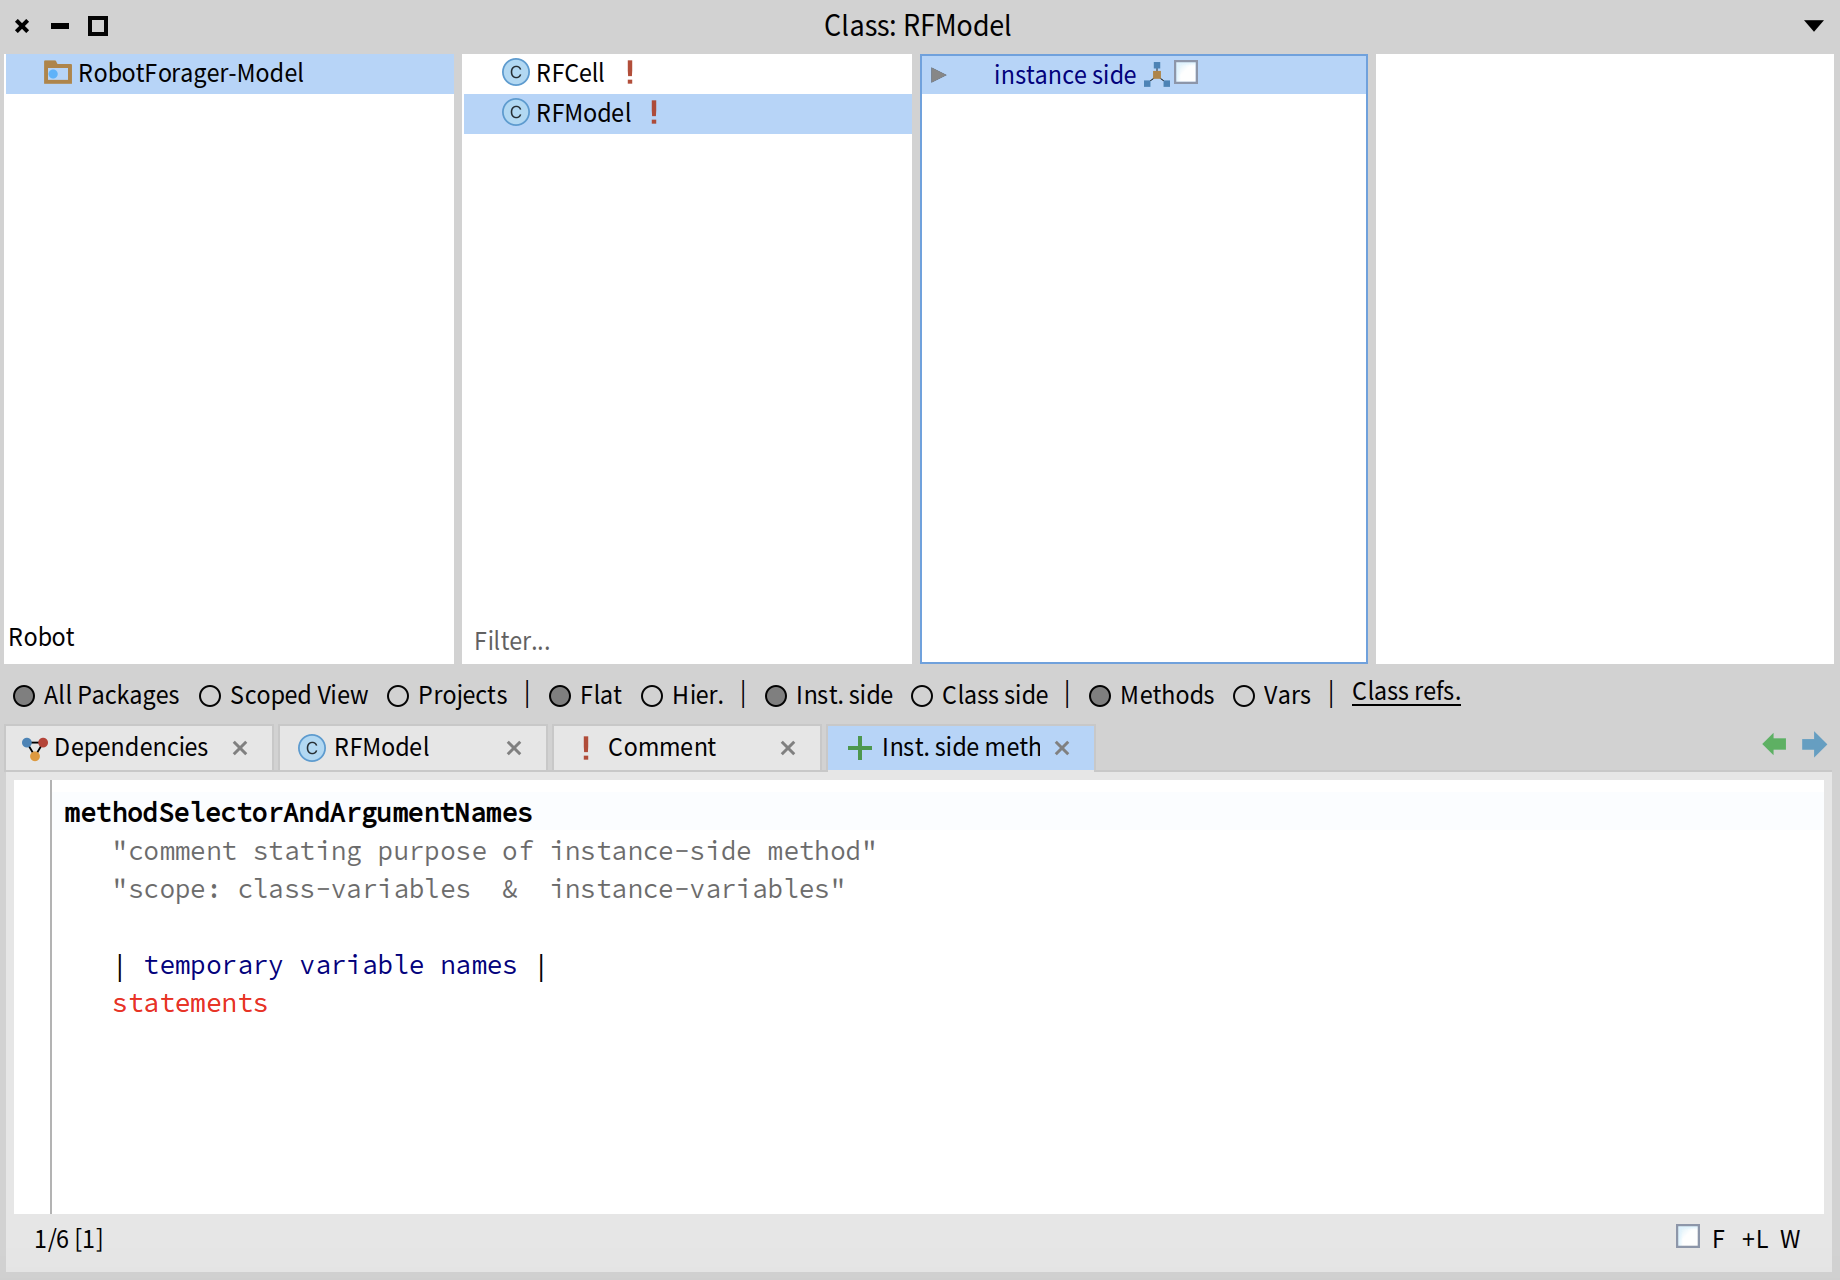 Class: RFModel
RobotForager-Model
RFCell
RFModel
instance side
Robot
Filter...
All Packages Scoped View Projects | Flat Hier. | Inst. side Class side | Methods Vars | Class refs.
Dependencies RFModel Comment Inst. side meth
methodSelectorAndArgumentNames
"comment stating purpose of instance-side method"
"scope: class-variables & instance-variables"
| temporary variable names |
statements
1/6 [1] F +L W